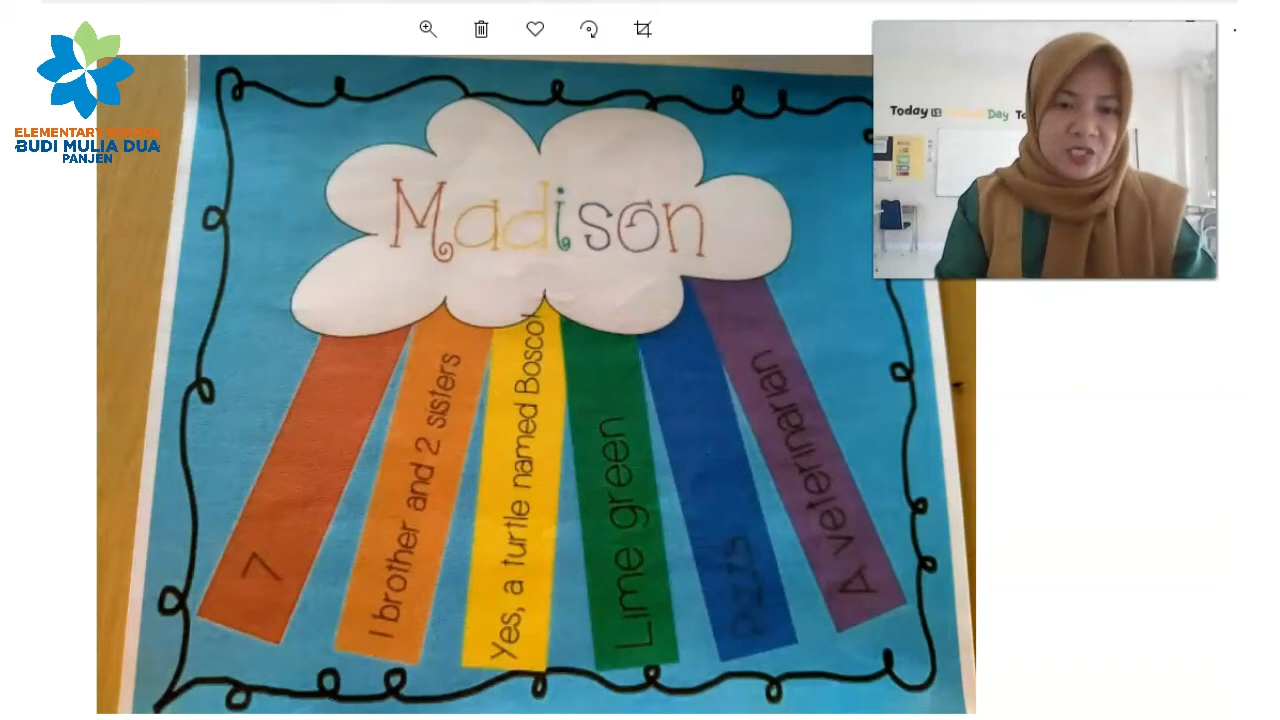 ELEMENTARY SCHOOL
BUDI MULIA DUA
PANJEN
Today is
Day
Madison
7
1 brother and 2 sisters
Yes, a turtle named Bosco!
Lime green
A veterinarian